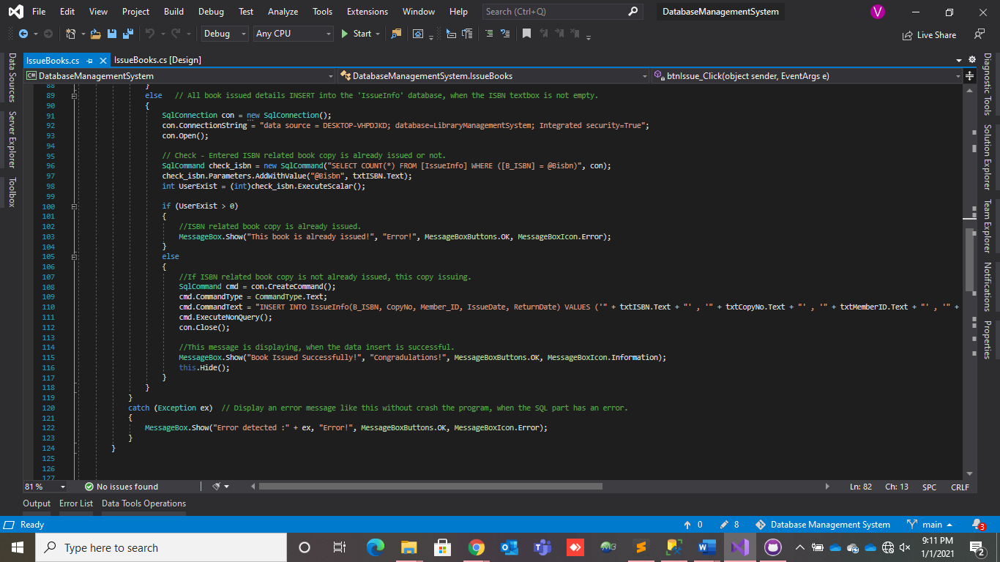 File Edit View Project Build Debug Test Analyze Tools Extensions Window Help Search (Ctrl+Q) DatabaseManagementSystem V
Debug Any CPU Start Live Share
IssueBooks.cs IssueBooks.cs [Design]
C# DatabaseManagementSystem DatabaseManagementSystem.IssueBooks btnIssue_Click(object sender, EventArgs e)
Data Sources
Server Explorer
Toolbox
88 }
89 else // All book issued details INSERT into the 'IssueInfo' database, when the ISBN textbox is not empty.
90 {
91 SqlConnection con = new SqlConnection();
92 con.ConnectionString = "data source = DESKTOP-VHPDJKD; database=LibraryManagementSystem; Integrated security=True";
93 con.Open();
94
95 // Check - Entered ISBN related book copy is already issued or not.
96 SqlCommand check_isbn = new SqlCommand("SELECT COUNT(*) FROM [IssueInfo] WHERE ([B_ISBN] = @Bisbn)", con);
97 check_isbn.Parameters.AddWithValue("@Bisbn", txtISBN.Text);
98 int UserExist = (int)check_isbn.ExecuteScalar();
99
100 if (UserExist > 0)
101 {
102 //ISBN related book copy is already issued.
103 MessageBox.Show("This book is already issued!", "Error!", MessageBoxButtons.OK, MessageBoxIcon.Error);
104 }
105 else
106 {
107 //If ISBN related book copy is not already issued, this copy issuing.
108 SqlCommand cmd = con.CreateCommand();
109 cmd.CommandType = CommandType.Text;
110 cmd.CommandText = "INSERT INTO IssueInfo(B_ISBN, CopyNo, Member_ID, IssueDate, ReturnDate) VALUES ('" + txtISBN.Text + "' , '" + txtCopyNo.Text + "' , '" + txtMemberID.Text + "' , '" +
111 cmd.ExecuteNonQuery();
112 con.Close();
113
114 //This message is displaying, when the data insert is successful.
115 MessageBox.Show("Book Issued Successfully!", "Congradulations!", MessageBoxButtons.OK, MessageBoxIcon.Information);
116 this.Hide();
117 }
118 }
119 }
120 catch (Exception ex) // Display an error message like this without crash the program, when the SQL part has an error.
121 {
122 MessageBox.Show("Error detected :" + ex, "Error!", MessageBoxButtons.OK, MessageBoxIcon.Error);
123 }
124 }
125
126
127
Diagnostic Tools
Solution Explorer
Team Explorer
Notifications
Properties
81 % No issues found Ln: 82 Ch: 13 SPC CRLF
Output Error List Data Tools Operations
Ready 0 8 Database Management System main 3
Type here to search 9:11 PM
1/1/2021 2